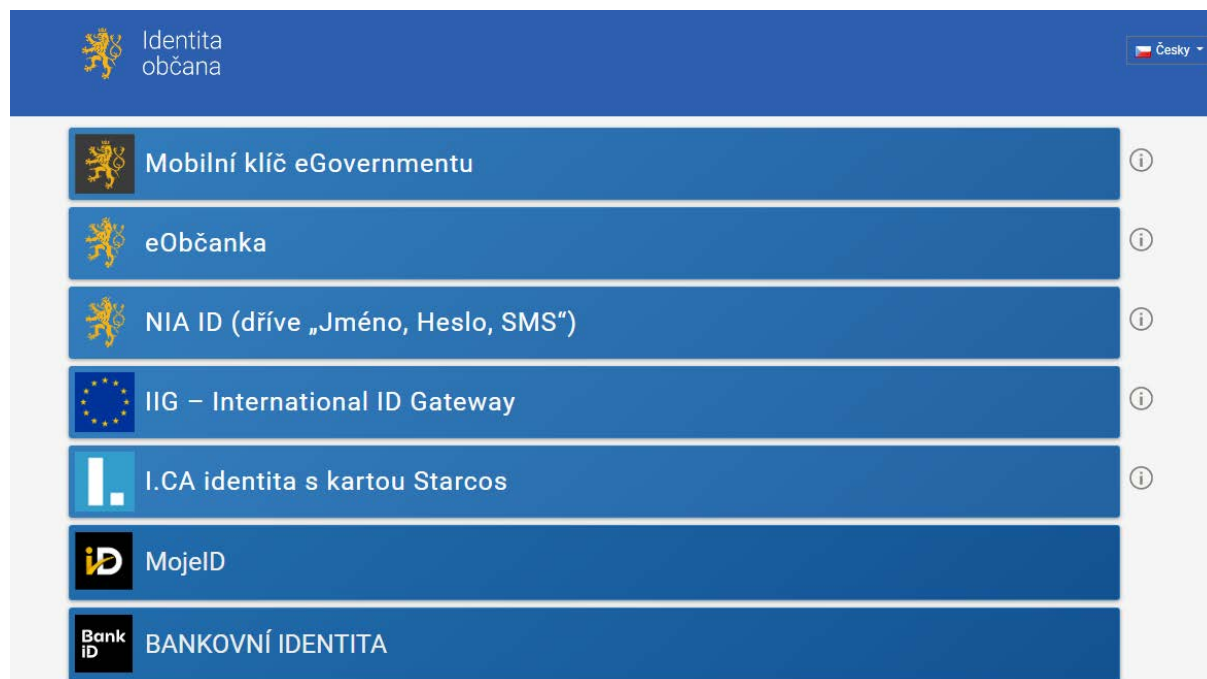 Identita
občana
Česky
Mobilní klíč eGovernmentu
eObčanka
NIA ID (dříve „Jméno, Heslo, SMS“)
IIG – International ID Gateway
I.CA identita s kartou Starcos
iD MojeID
Bank
iD
BANKOVNÍ IDENTITA